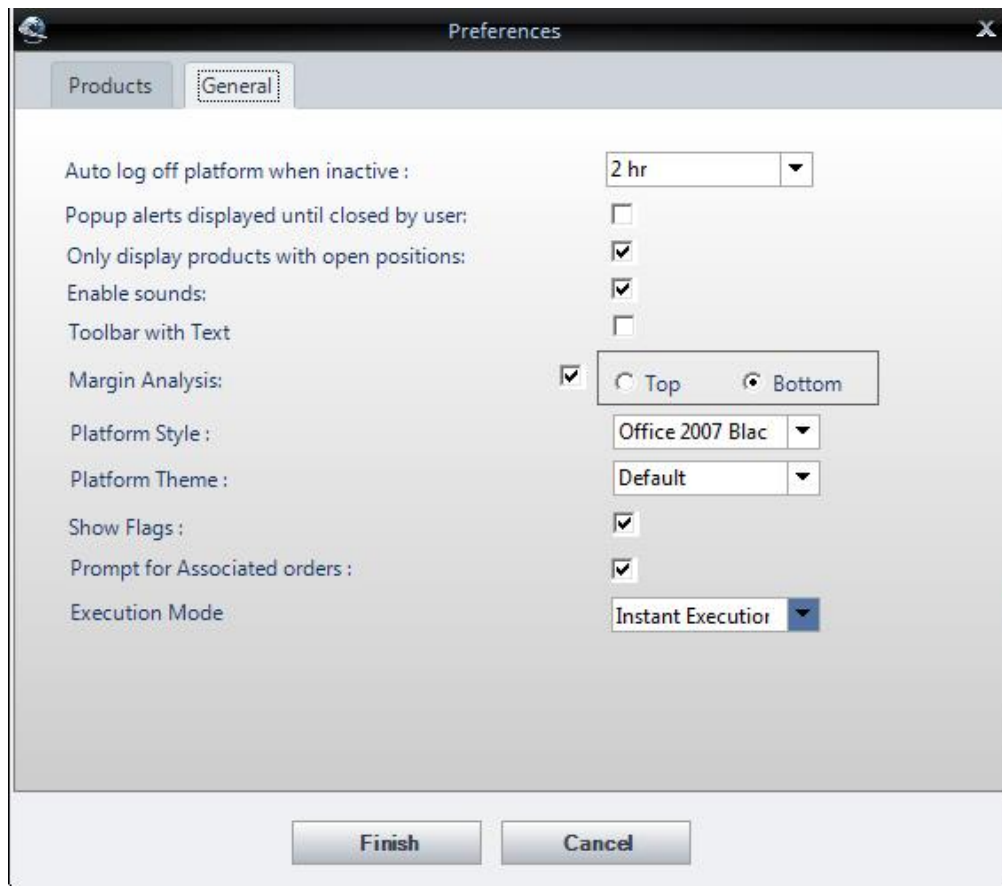 Preferences
Products General
Auto log off platform when inactive : 2 hr
Popup alerts displayed until closed by user:
Only display products with open positions:
Enable sounds:
Toolbar with Text
Margin Analysis: Top Bottom
Platform Style : Office 2007 Blac
Platform Theme : Default
Show Flags :
Prompt for Associated orders :
Execution Mode Instant Execution
Finish Cancel